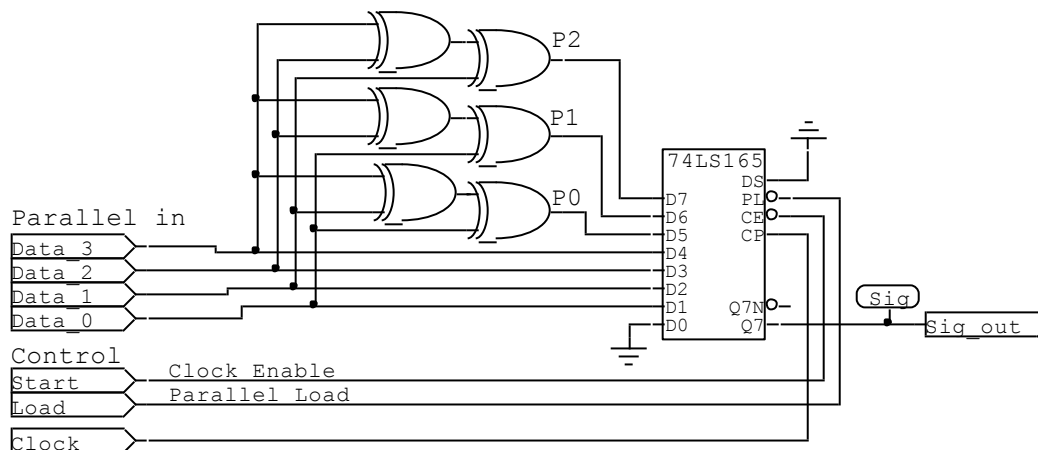 P2
P1
P0
74LS165
DS
PL
CE
CP
D7
D6
D5
D4
D3
D2
D1
D0
Q7N
Q7
Parallel in
Data_3
Data_2
Data_1
Data_0
Sig
Sig_out
Control
Start
Clock Enable
Load
Parallel Load
Clock